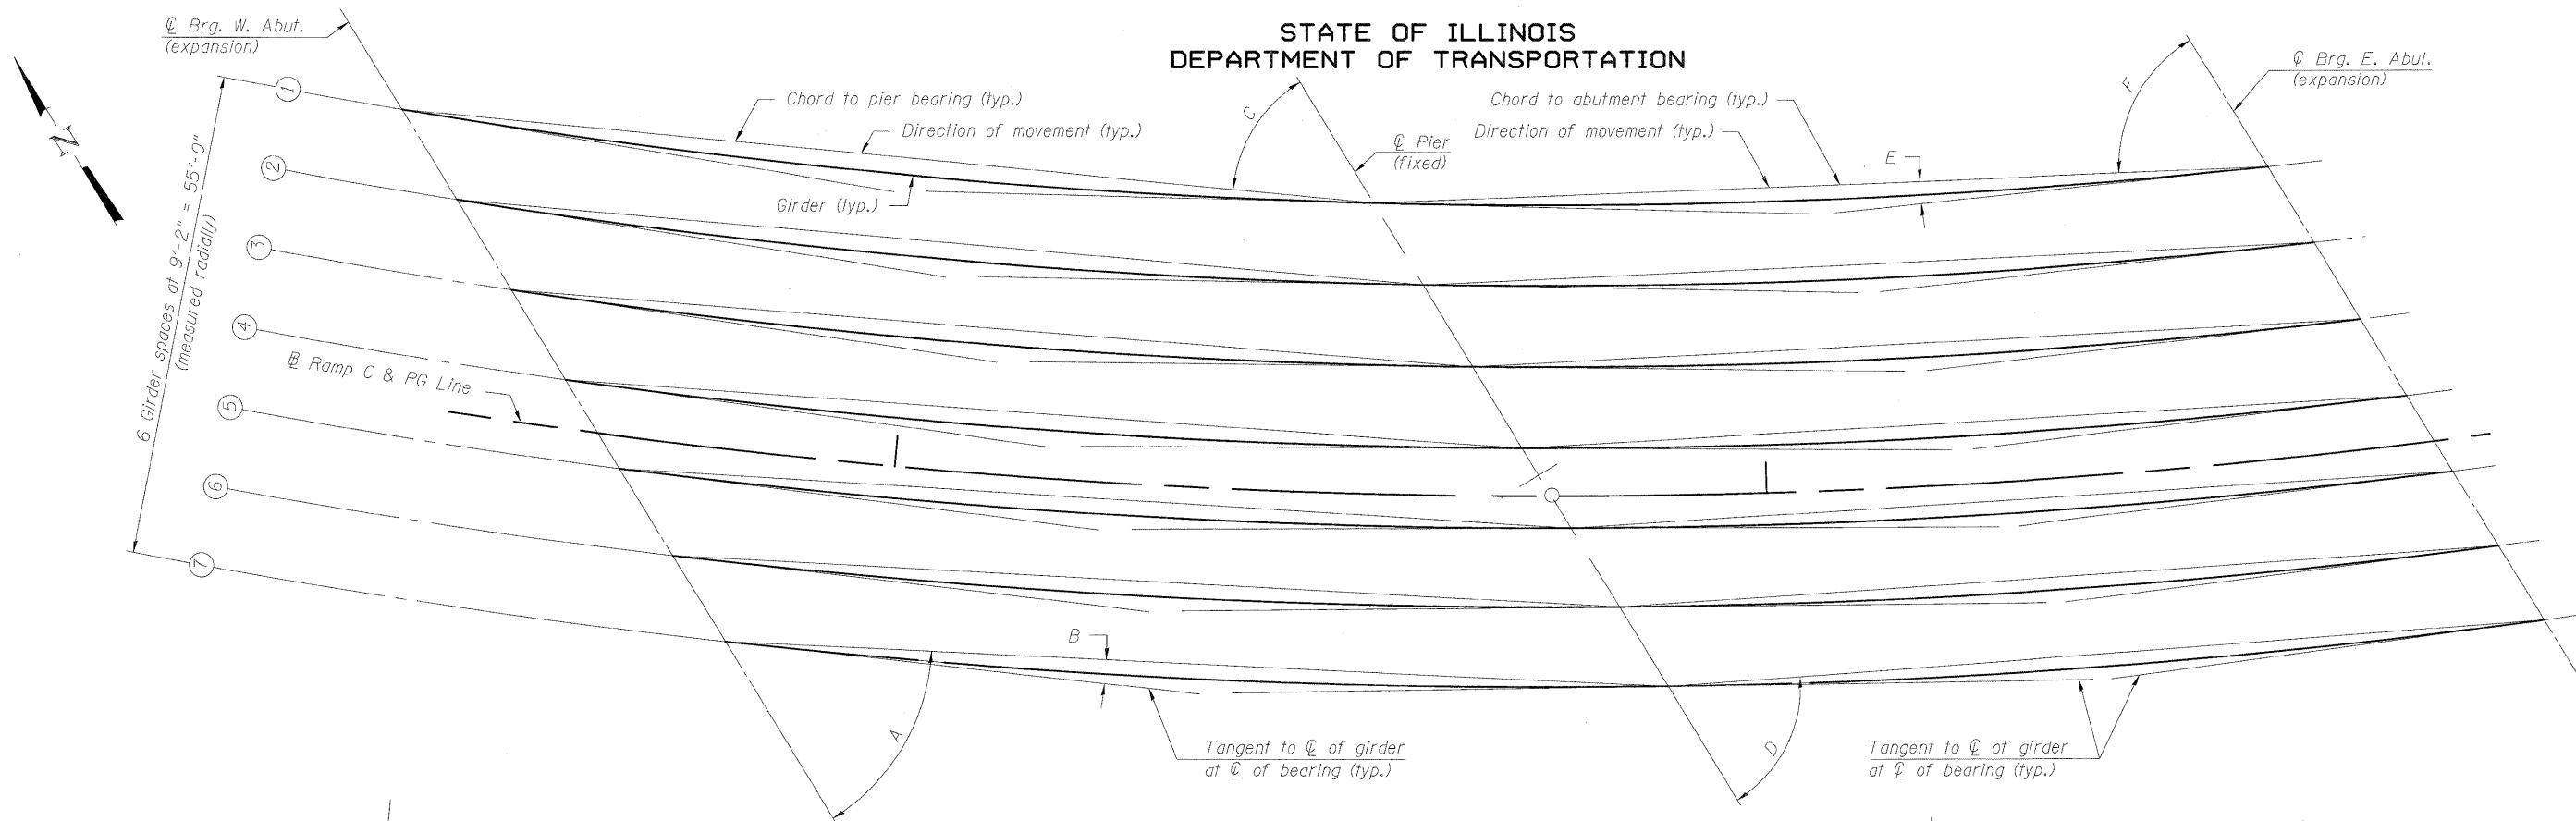 STATE OF ILLINOIS
DEPARTMENT OF TRANSPORTATION
℄ Brg. W. Abut.
(expansion)
℄ Brg. E. Abut.
(expansion)
N
1
2
3
4
5
6
7
6 Girder spaces at 9'-2" = 55'-0"
(measured radially)
Chord to pier bearing (typ.)
Direction of movement (typ.)
Girder (typ.)
C
℄ Pier
(fixed)
Chord to abutment bearing (typ.)
Direction of movement (typ.)
E
F
BL Ramp C & PG Line
B
A
D
Tangent to ℄ of girder
at ℄ of bearing (typ.)
Tangent to ℄ of girder
at ℄ of bearing (typ.)